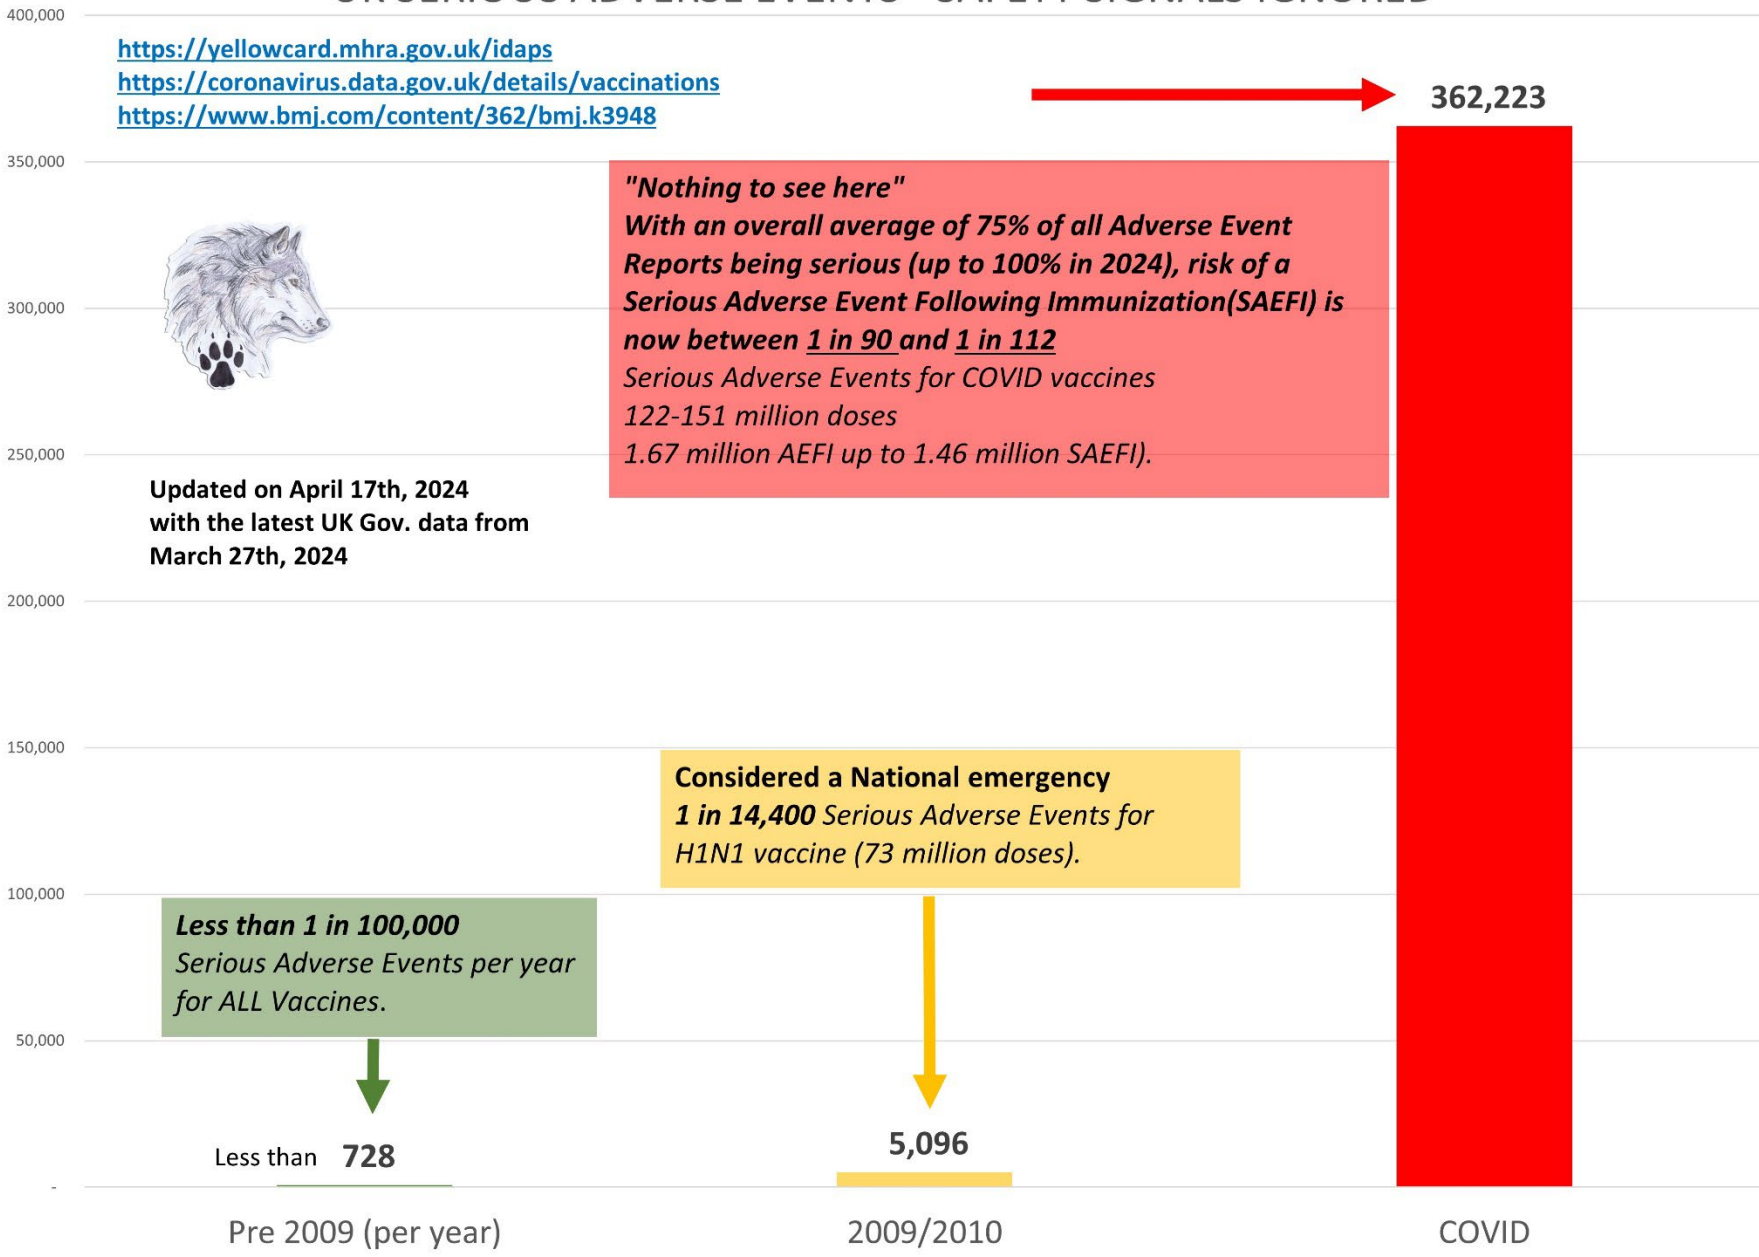 UK SERIOUS ADVERSE EVENTS - SAFETY SIGNALS IGNORED
400,000
https://yellowcard.mhra.gov.uk/idaps
https://coronavirus.data.gov.uk/details/vaccinations
https://www.bmj.com/content/362/bmj.k3948
362,223
350,000
"Nothing to see here"
With an overall average of 75% of all Adverse Event
Reports being serious (up to 100% in 2024), risk of a
Serious Adverse Event Following Immunization(SAEFI) is
now between 1 in 90 and 1 in 112
Serious Adverse Events for COVID vaccines
122-151 million doses
1.67 million AEFI up to 1.46 million SAEFI).
300,000
250,000
Updated on April 17th, 2024
with the latest UK Gov. data from
March 27th, 2024
200,000
150,000
Considered a National emergency
1 in 14,400 Serious Adverse Events for
H1N1 vaccine (73 million doses).
100,000
Less than 1 in 100,000
Serious Adverse Events per year
for ALL Vaccines.
50,000
Less than 728
5,096
-
Pre 2009 (per year)
2009/2010
COVID